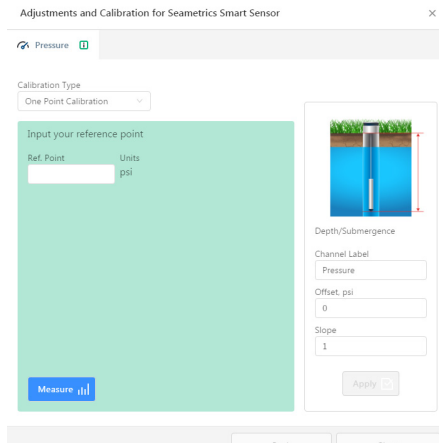 Adjustments and Calibration for Seametrics Smart Sensor
Pressure
Calibration Type
One Point Calibration
Input your reference point
Ref. Point Units
psi
Measure
Depth/Submergence
Channel Label
Pressure
Offset, psi
0
Slope
1
Apply